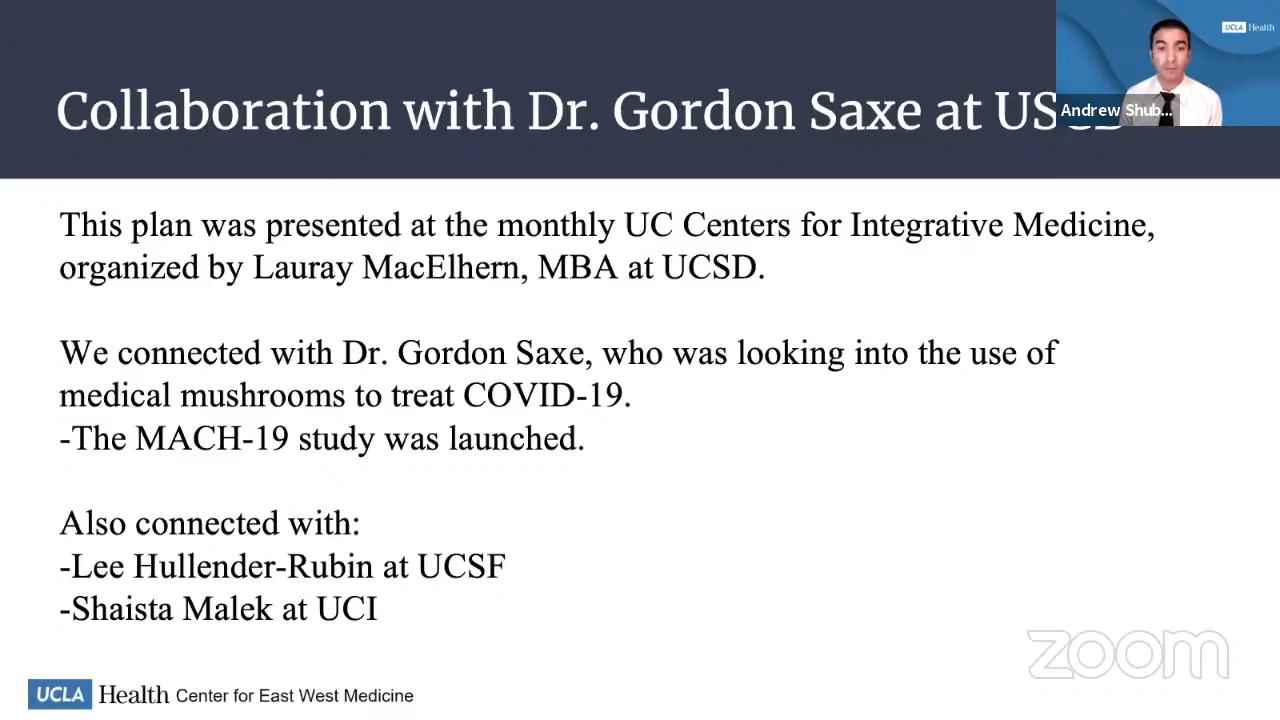 UCLA Health
Andrew Shub...
Collaboration with Dr. Gordon Saxe at
This plan was presented at the monthly UC Centers for Integrative Medicine,
organized by Lauray MacElhern, MBA at UCSD.
We connected with Dr. Gordon Saxe, who was looking into the use of
medical mushrooms to treat COVID-19.
-The MACH-19 study was launched.
Also connected with:
-Lee Hullender-Rubin at UCSF
-Shaista Malek at UCI
zoom
UCLA Health Center for East West Medicine